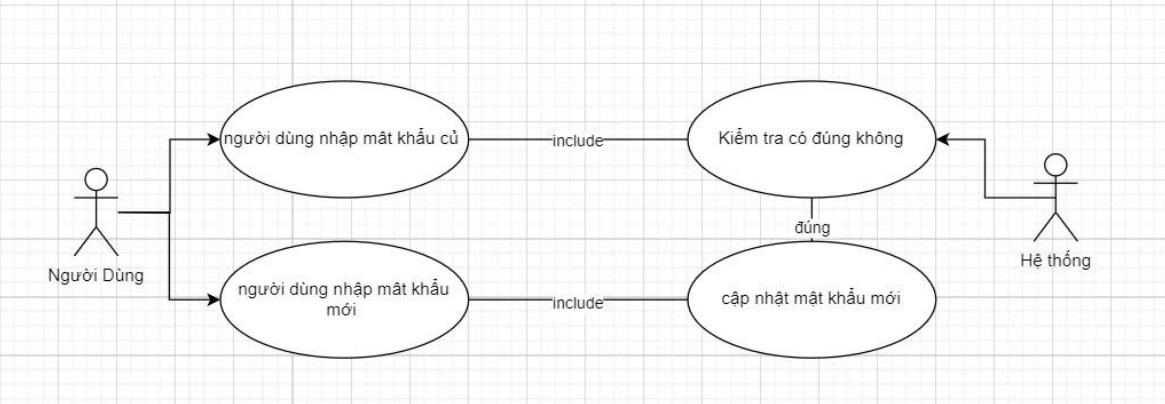 người dùng nhập mât khẩu củ
include
Kiểm tra có đúng không
đúng
Người Dùng
Hệ thống
người dùng nhập mât khẩu
mới
include
cập nhật mật khẩu mới